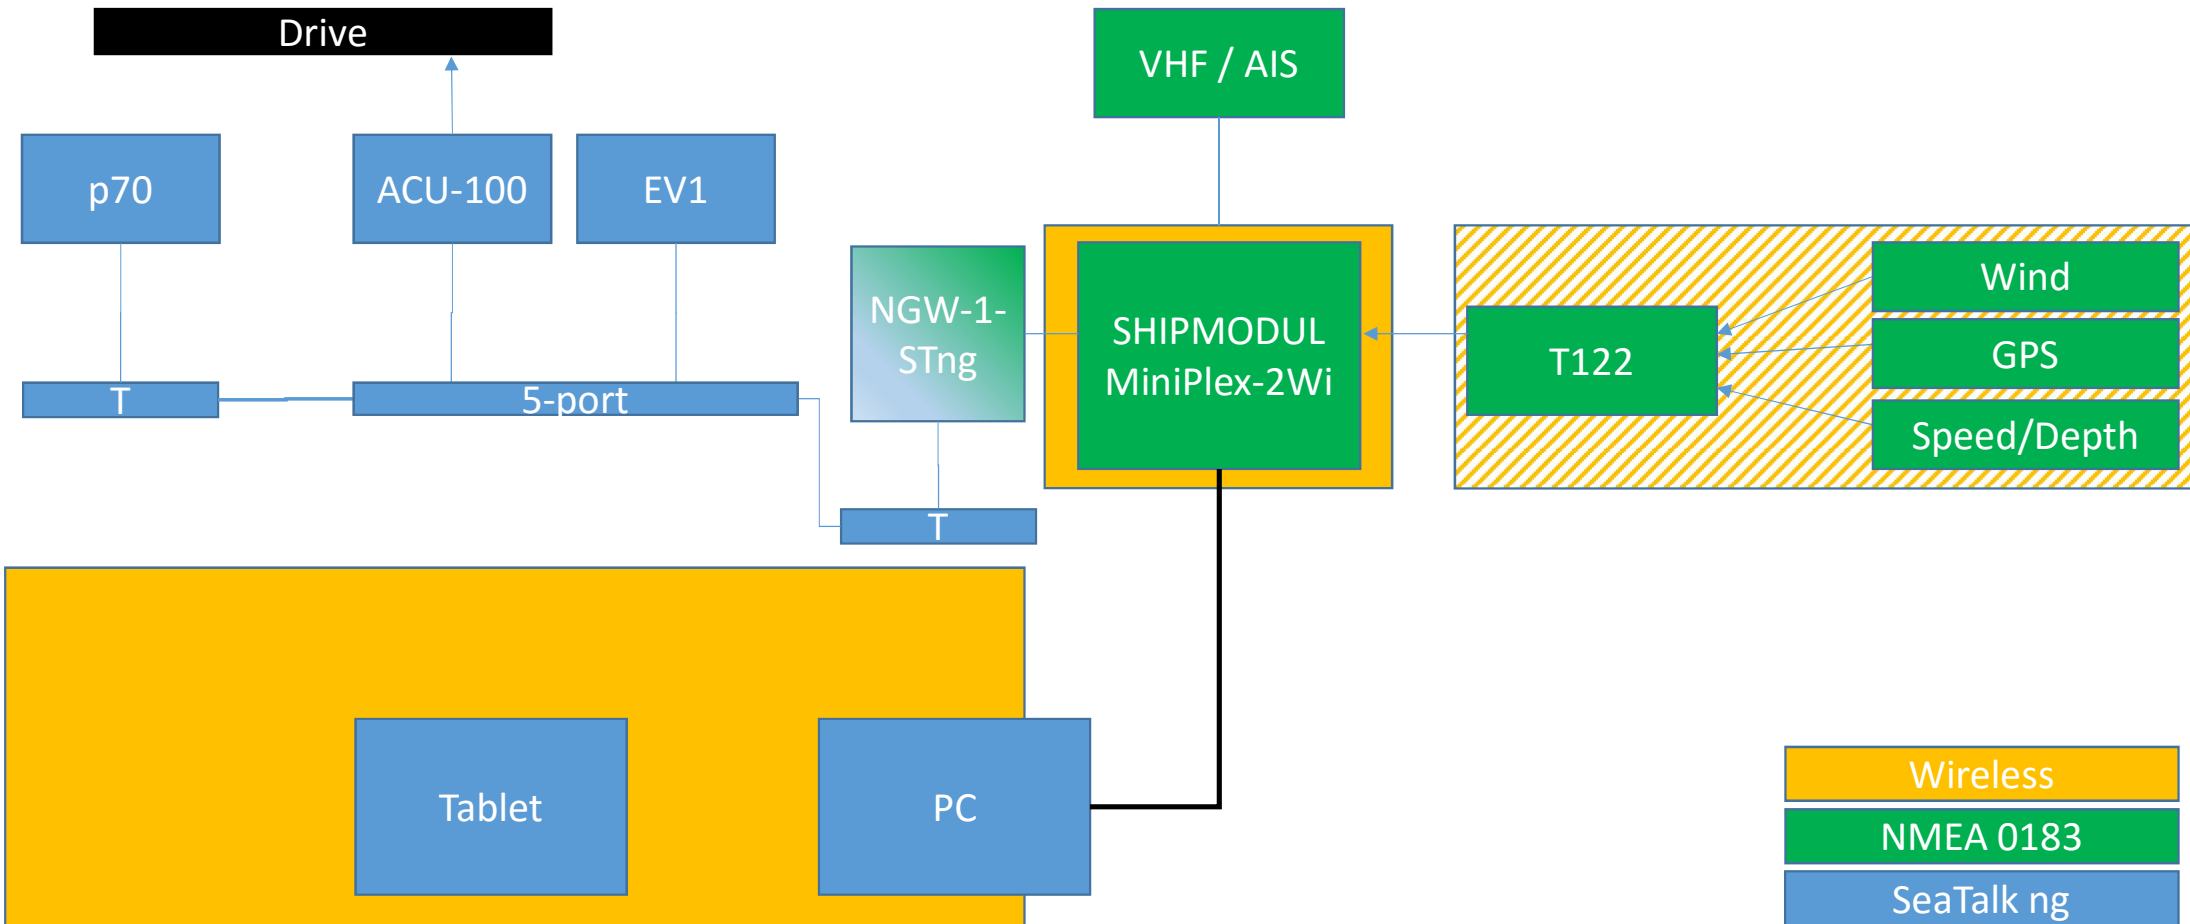 Drive
VHF / AIS
p70
ACU-100
EV1
NGW-1-
STng
SHIPMODUL
MiniPlex-2Wi
T122
Wind
GPS
Speed/Depth
T
5-port
T
Tablet
PC
Wireless
NMEA 0183
SeaTalk ng